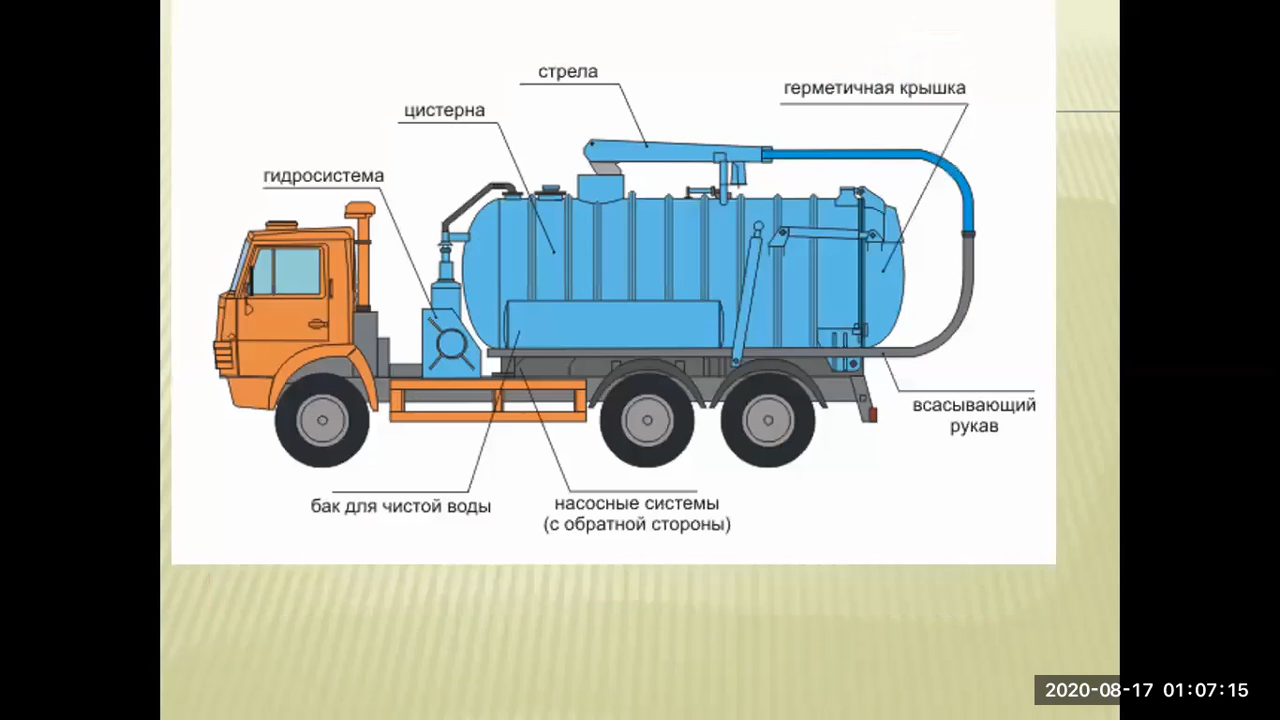 стрела
герметичная крышка
цистерна
гидросистема
всасывающий
рукав
бак для чистой воды
насосные системы
(с обратной стороны)
2020-08-17 01:07:15